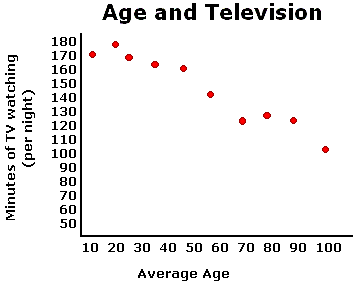 Age and Television
Minutes of TV watching
(per night)
180
170
160
150
140
130
120
110
100
90
80
70
60
50
10 20 30 40 50 60 70 80 90 100
Average Age